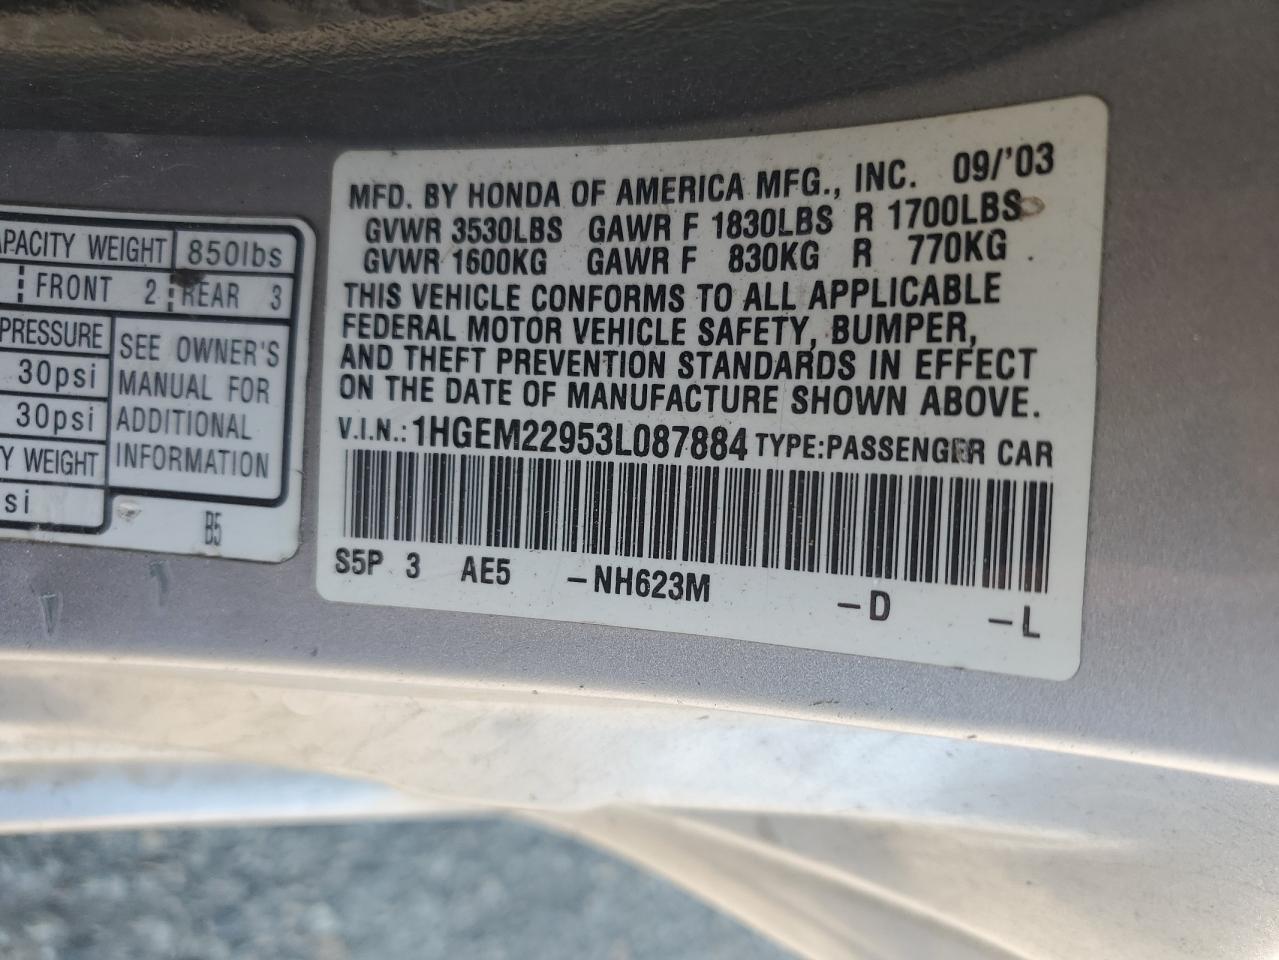 APACITY WEIGHT 850lbs
FRONT 2 REAR 3
PRESSURE
30psi
30psi
Y WEIGHT
si
SEE OWNER'S
MANUAL FOR
ADDITIONAL
INFORMATION
B5
MFD. BY HONDA OF AMERICA MFG., INC. 09/'03
GVWR 3530LBS GAWR F 1830LBS R 1700LBS
GVWR 1600KG GAWR F 830KG R 770KG
THIS VEHICLE CONFORMS TO ALL APPLICABLE
FEDERAL MOTOR VEHICLE SAFETY, BUMPER,
AND THEFT PREVENTION STANDARDS IN EFFECT
ON THE DATE OF MANUFACTURE SHOWN ABOVE.
V.I.N.: 1HGEM22953L087884 TYPE:PASSENGER CAR
S5P 3 AE5 -NH623M -D -L